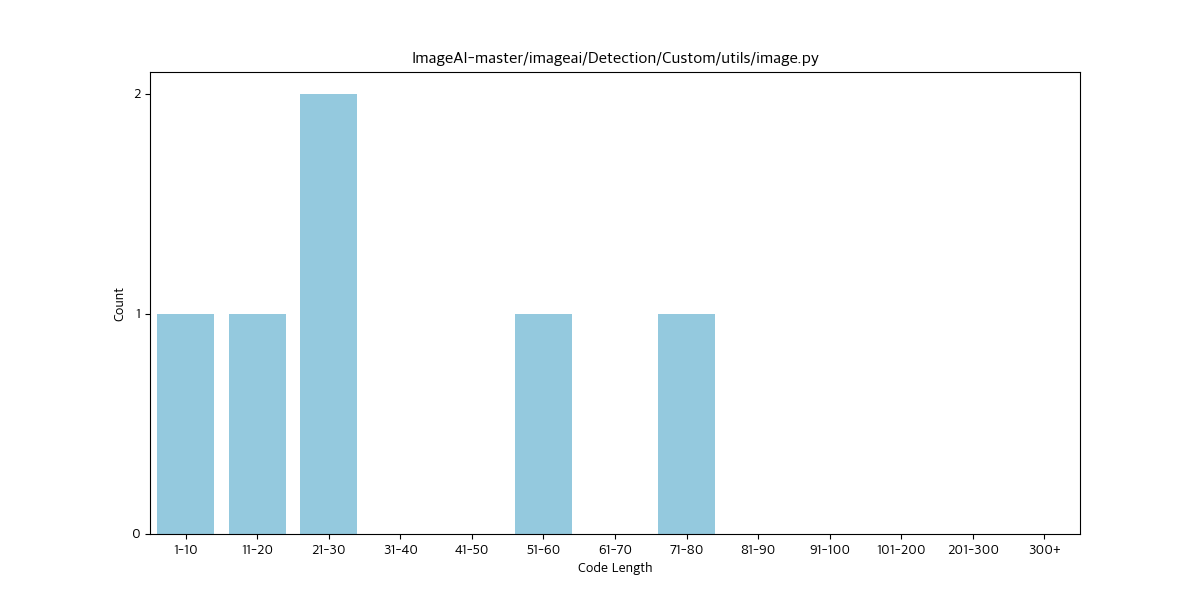 ImageAI-master/imageai/Detection/Custom/utils/image.py
Count
2
1
0
1-10 11-20 21-30 31-40 41-50 51-60 61-70 71-80 81-90 91-100 101-200 201-300 300+
Code Length